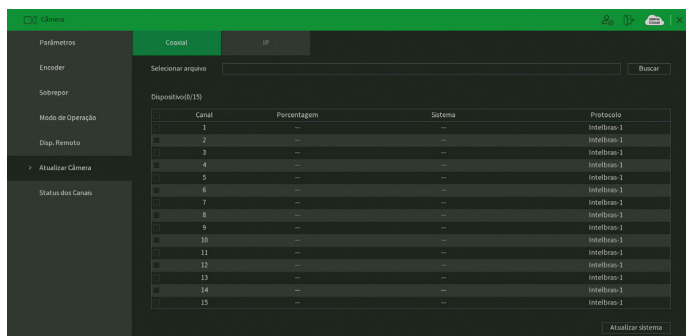 Câmera
Parâmetros
Encoder
Sobrepor
Modo de Operação
Disp. Remoto
> Atualizar Câmera
Status dos Canais
Coaxial IP
Selecionar arquivo Buscar
Dispositivo(0/15)
Canal Porcentagem Sistema Protocolo
1 -- -- Intelbras-1
2 -- -- Intelbras-1
3 -- -- Intelbras-1
4 -- -- Intelbras-1
5 -- -- Intelbras-1
6 -- -- Intelbras-1
7 -- -- Intelbras-1
8 -- -- Intelbras-1
9 -- -- Intelbras-1
10 -- -- Intelbras-1
11 -- -- Intelbras-1
12 -- -- Intelbras-1
13 -- -- Intelbras-1
14 -- -- Intelbras-1
15 -- -- Intelbras-1
Atualizar sistema